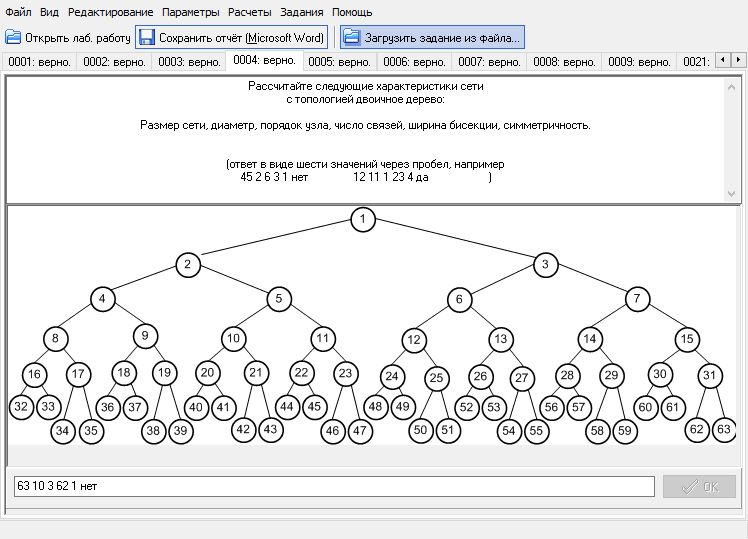 Файл Вид Редактирование Параметры Расчеты Задания Помощь
Открыть лаб. работу Сохранить отчёт (Microsoft Word) Загрузить задание из файла...
0001: верно. 0002: верно. 0003: верно. 0004: верно. 0005: верно. 0006: верно. 0007: верно. 0008: верно. 0009: верно. 0021:
Рассчитайте следующие характеристики сети
с топологией двоичное дерево:
Размер сети, диаметр, порядок узла, число связей, ширина бисекции, симметричность.
(ответ в виде шести значений через пробел, например
45 2 6 3 1 нет 12 11 1 23 4 да )
1
2 3
4 5 6 7
8 9 10 11 12 13 14 15
16 17 18 19 20 21 22 23 24 25 26 27 28 29 30 31
32 33 36 37 40 41 44 45 48 49 52 53 56 57 60 61
34 35 38 39 42 43 46 47 50 51 54 55 58 59 62 63
63 10 3 62 1 нет
OK